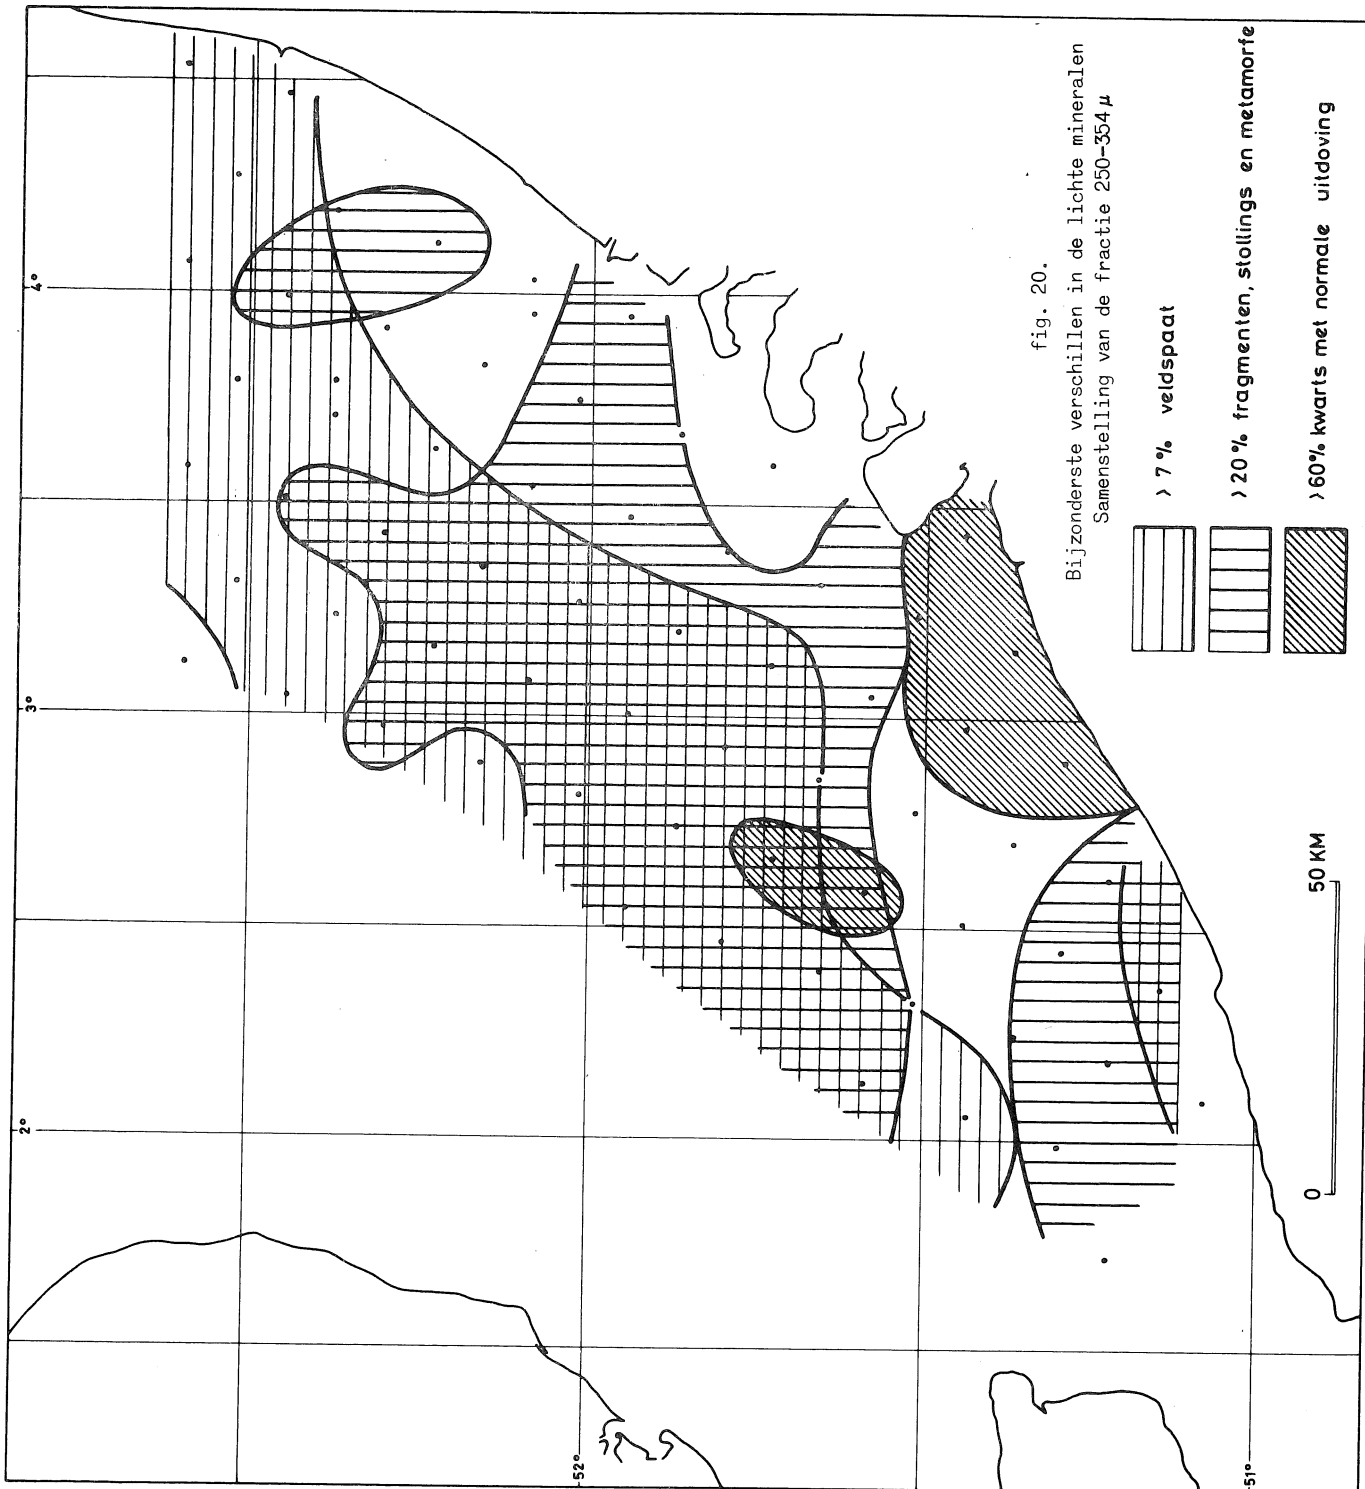 fig. 20.
Bijzonderste verschillen in de lichte mineralen
Samenstelling van de fractie 250-354 μ
> 7 % veldspaat
> 20 % fragmenten, stollings en metamorfe
> 60% kwarts met normale uitdoving
0 50 KM
2° 3° 4°
52°
51°